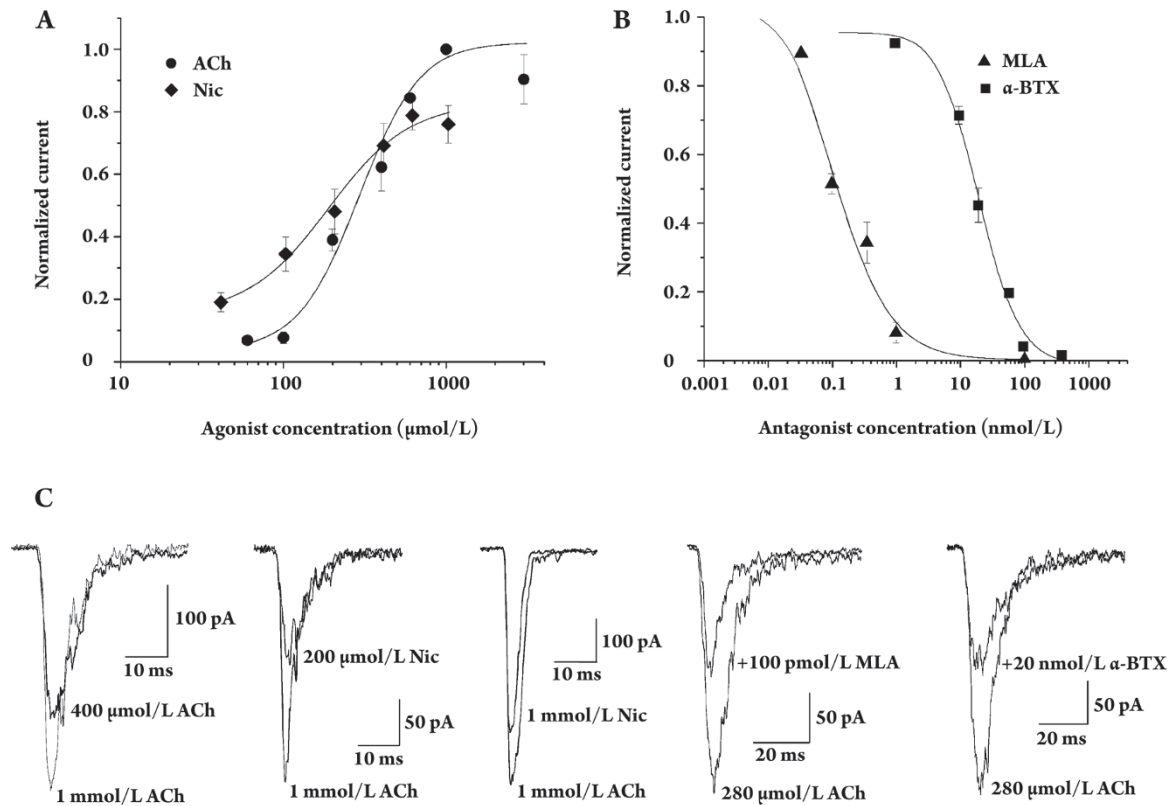 A
ACh
Nic
Normalized current
1.0
0.8
0.6
0.4
0.2
0
10
100
1000
Agonist concentration (μmol/L)
B
MLA
α-BTX
Normalized current
1.0
0.8
0.6
0.4
0.2
0
0.001
0.01
0.1
1
10
100
1000
Antagonist concentration (nmol/L)
C
100 pA
10 ms
400 μmol/L ACh
1 mmol/L ACh
200 μmol/L Nic
50 pA
10 ms
1 mmol/L ACh
100 pA
10 ms
1 mmol/L Nic
1 mmol/L ACh
+100 pmol/L MLA
50 pA
20 ms
280 μmol/L ACh
+20 nmol/L α-BTX
50 pA
20 ms
280 μmol/L ACh